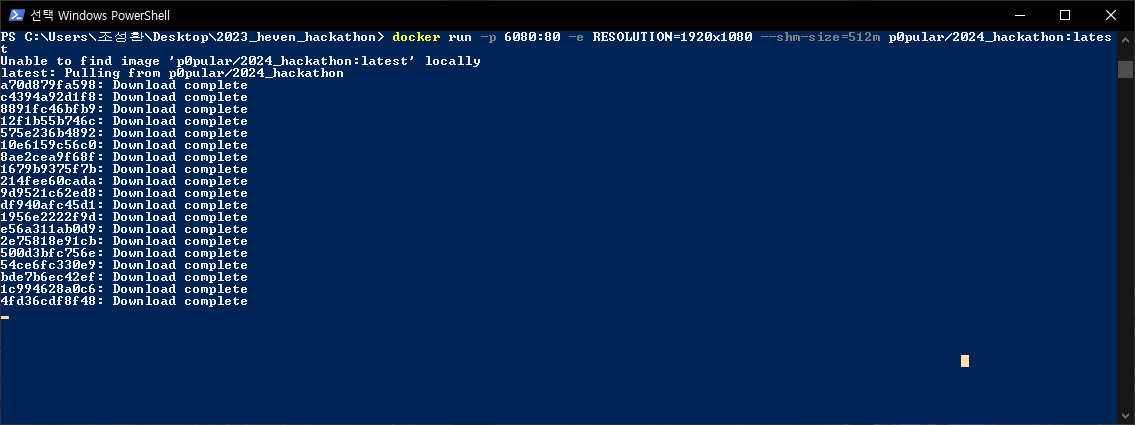 선택 Windows PowerShell
PS C:\Users\조성환\Desktop\2023_heven_hackathon> docker run -p 6080:80 -e RESOLUTION=1920x1080 --shm-size=512m p0pular/2024_hackathon:lates
t
Unable to find image 'p0pular/2024_hackathon:latest' locally
latest: Pulling from p0pular/2024_hackathon
a70d879fa598: Download complete
c4394a92d1f8: Download complete
8891fc46bfb9: Download complete
12f1b55b746c: Download complete
575e236b4892: Download complete
10e6159c56c0: Download complete
8ae2cea9f68f: Download complete
1679b9375f7b: Download complete
214fee60cada: Download complete
9d9521c62ed8: Download complete
df940afc45d1: Download complete
1956e2222f9d: Download complete
e56a311ab0d9: Download complete
2e75818e91cb: Download complete
500d3bfc756e: Download complete
54ce6fc330e9: Download complete
bde7b6ec42ef: Download complete
1c994628a0c6: Download complete
4fd36cdf8f48: Download complete